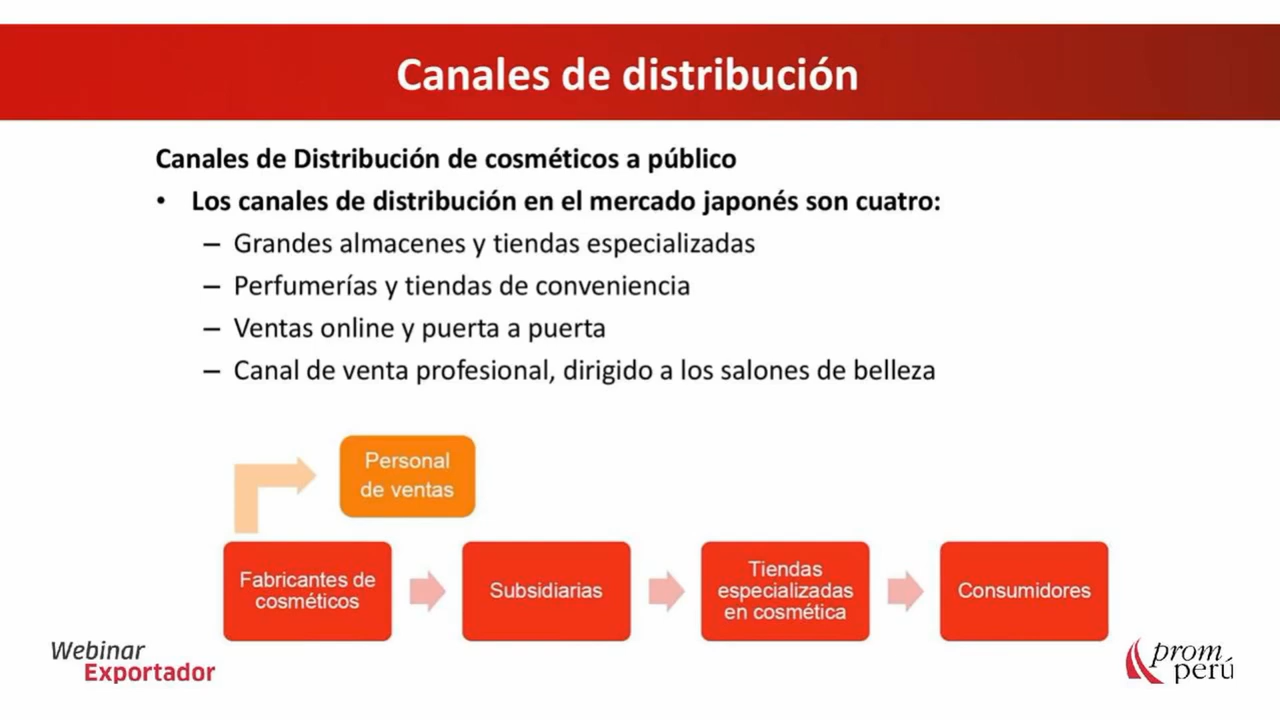 Canales de distribución
Canales de Distribución de cosméticos a público
• Los canales de distribución en el mercado japonés son cuatro:
– Grandes almacenes y tiendas especializadas
– Perfumerías y tiendas de conveniencia
– Ventas online y puerta a puerta
– Canal de venta profesional, dirigido a los salones de belleza
Personal
de ventas
Fabricantes de
cosméticos
Subsidiarias
Tiendas
especializadas
en cosmética
Consumidores
Webinar
Exportador
prom
perú